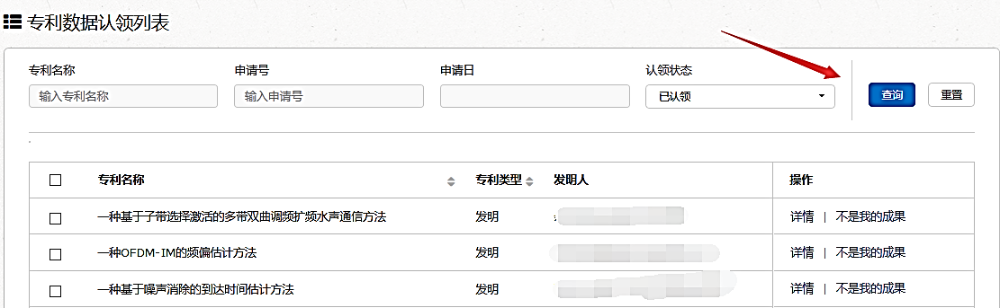 专利数据认领列表
专利名称 申请号 申请日 认领状态
输入专利名称 输入申请号 已认领 查询 重置
专利名称 专利类型 发明人 操作
一种基于子带选择激活的多带双曲调频扩频水声通信方法 发明 详情 | 不是我的成果
一种OFDM-IM的频偏估计方法 发明 详情 | 不是我的成果
一种基于噪声消除的到达时间估计方法 发明 详情 | 不是我的成果